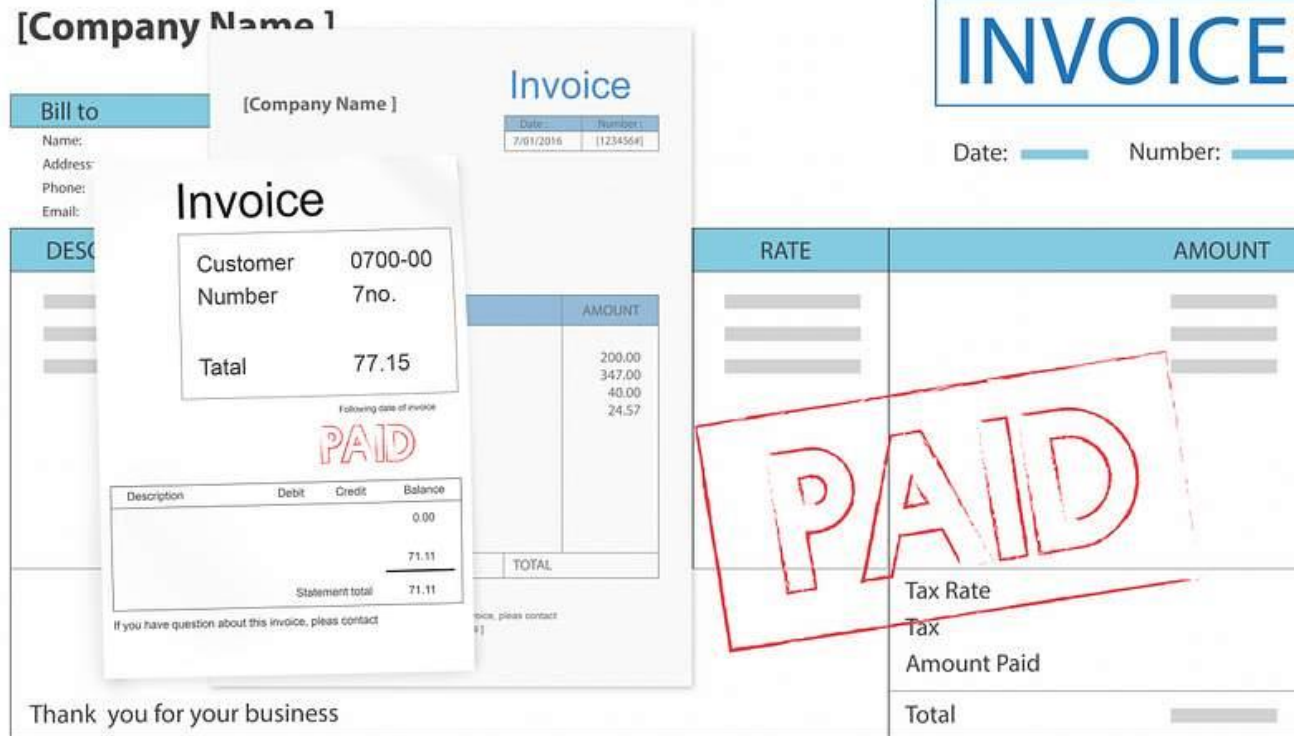 [Company Name ]
INVOICE
Bill to
Name:
Address
Phone:
Email:
Date:
Number:
RATE
AMOUNT
PAID
Tax Rate
Tax
Amount Paid
Total
Thank you for your business
[Company Name ]
Invoice
Date: Number:
7/01/2016 [123456#]
AMOUNT
200.00
347.00
40.00
24.57
TOTAL
pleas contact
Invoice
Customer 0700-00
Number 7no.
Tatal 77.15
Following date of invoice
PAID
Description Debit Credit Balance
0.00
71.11
Statement total 71.11
If you have question about this invoice, pleas contact